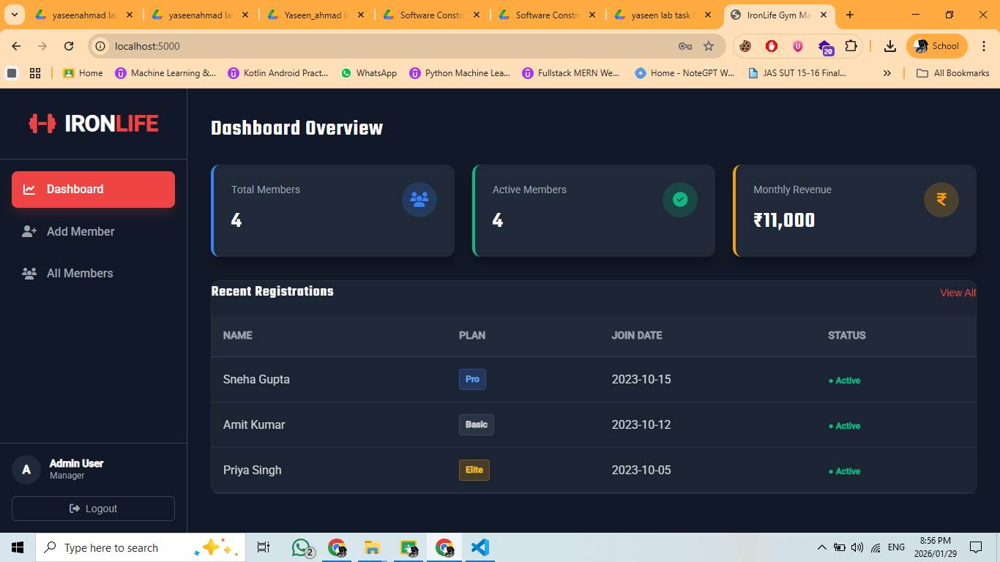 yaseenahmad la
yaseenahmad la
Yaseen_ahmad l
Software Constr
Software Constr
yaseen lab task
IronLife Gym Ma
localhost:5000
20
School
Home
Machine Learning &...
Kotlin Android Pract...
WhatsApp
Python Machine Lea...
Fullstack MERN We...
Home - NoteGPT W...
JAS SUT 15-16 Final...
All Bookmarks
IRONLIFE
Dashboard Overview
Dashboard
Add Member
All Members
Total Members
4
Active Members
4
Monthly Revenue
₹11,000
Recent Registrations
View All
NAME PLAN JOIN DATE STATUS
Sneha Gupta Pro 2023-10-15 • Active
Amit Kumar Basic 2023-10-12 • Active
Priya Singh Elite 2023-10-05 • Active
A
Admin User
Manager
Logout
Type here to search
2
ENG
8:56 PM
2026/01/29